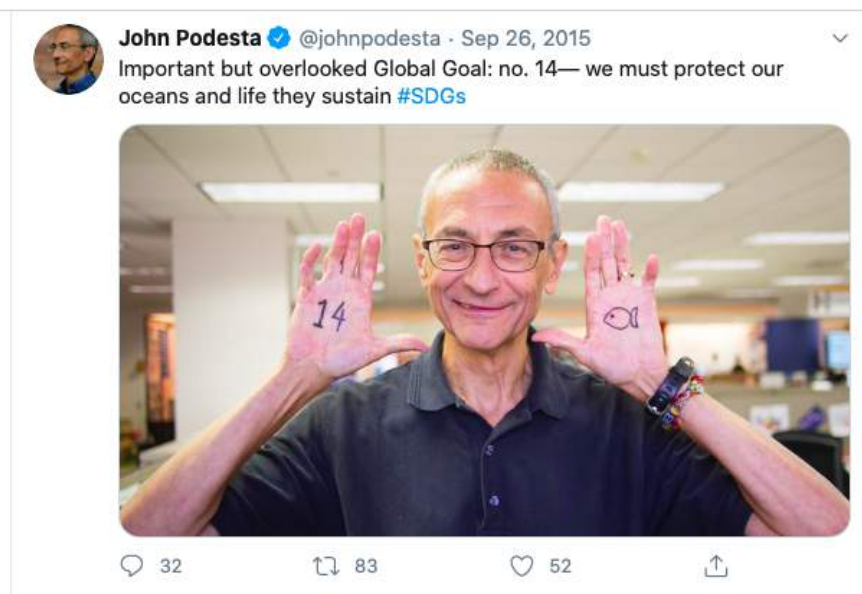 John Podesta @johnpodesta · Sep 26, 2015
Important but overlooked Global Goal: no. 14— we must protect our
oceans and life they sustain #SDGs
14
32 83 52